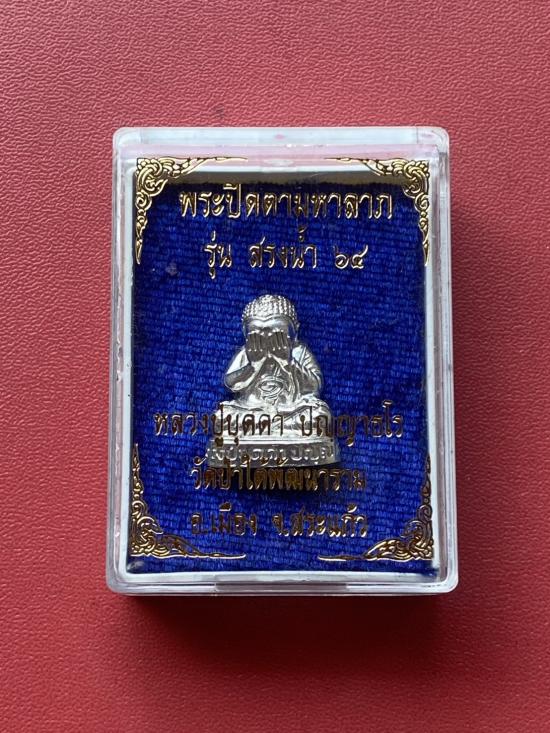 พระปิดตามหาลาภ
รุ่น สรงน้ำ ๖๔
หลวงปู่บุดดา ปัญญาธโร
วัดป่าใต้พัฒนาราม
อ.เมือง จ.สระแก้ว